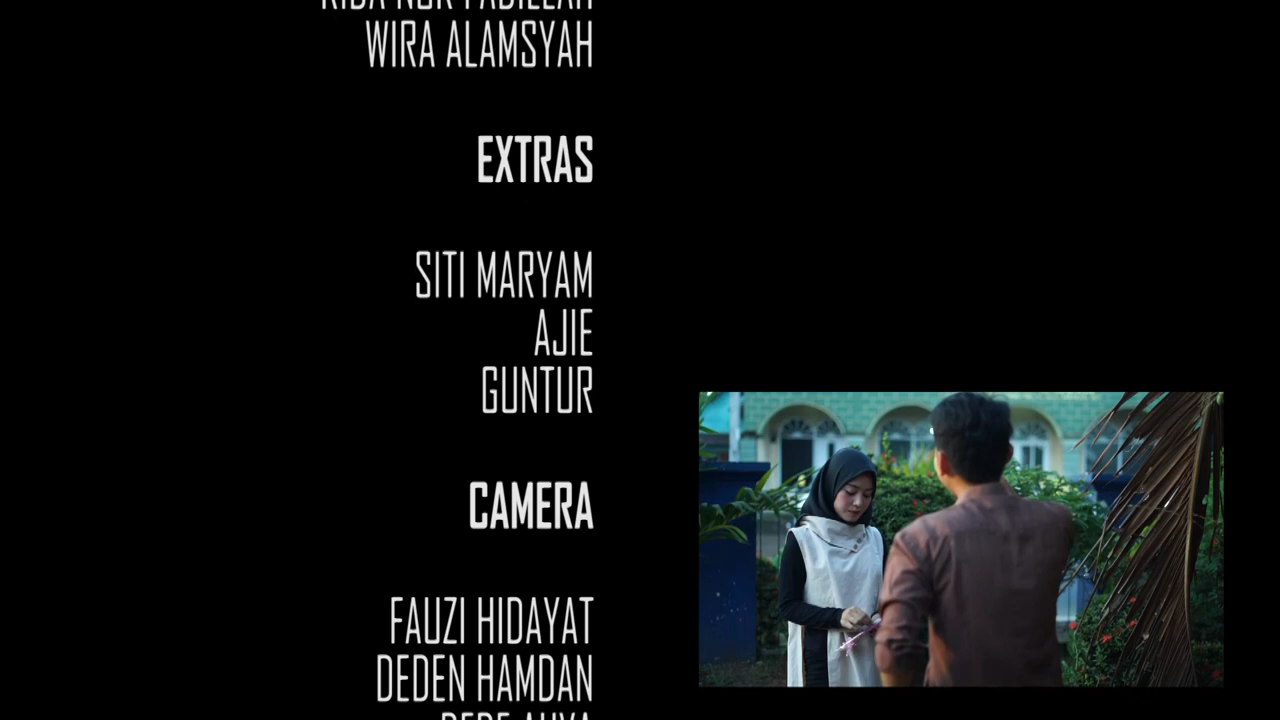 WIRA ALAMSYAH
EXTRAS
SITI MARYAM
AJIE
GUNTUR
CAMERA
FAUZI HIDAYAT
DEDEN HAMDAN